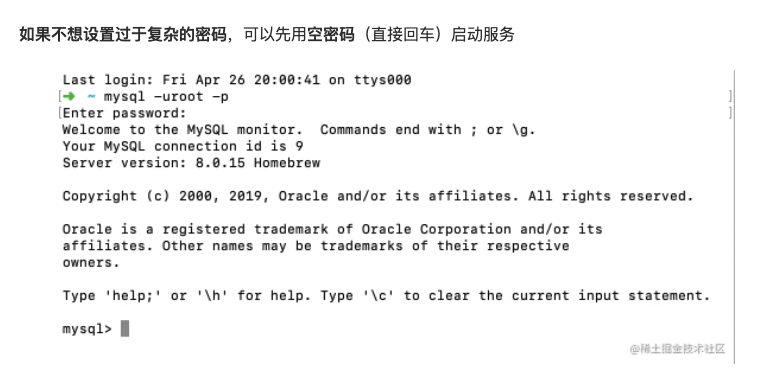 如果不想设置过于复杂的密码，可以先用空密码（直接回车）启动服务
Last login: Fri Apr 26 20:00:41 on ttys000
[➜  ~ mysql -uroot -p ]
[Enter password: ]
Welcome to the MySQL monitor.  Commands end with ; or \g.
Your MySQL connection id is 9
Server version: 8.0.15 Homebrew
Copyright (c) 2000, 2019, Oracle and/or its affiliates. All rights reserved.
Oracle is a registered trademark of Oracle Corporation and/or its
affiliates. Other names may be trademarks of their respective
owners.
Type 'help;' or '\h' for help. Type '\c' to clear the current input statement.
mysql>
@稀土掘金技术社区